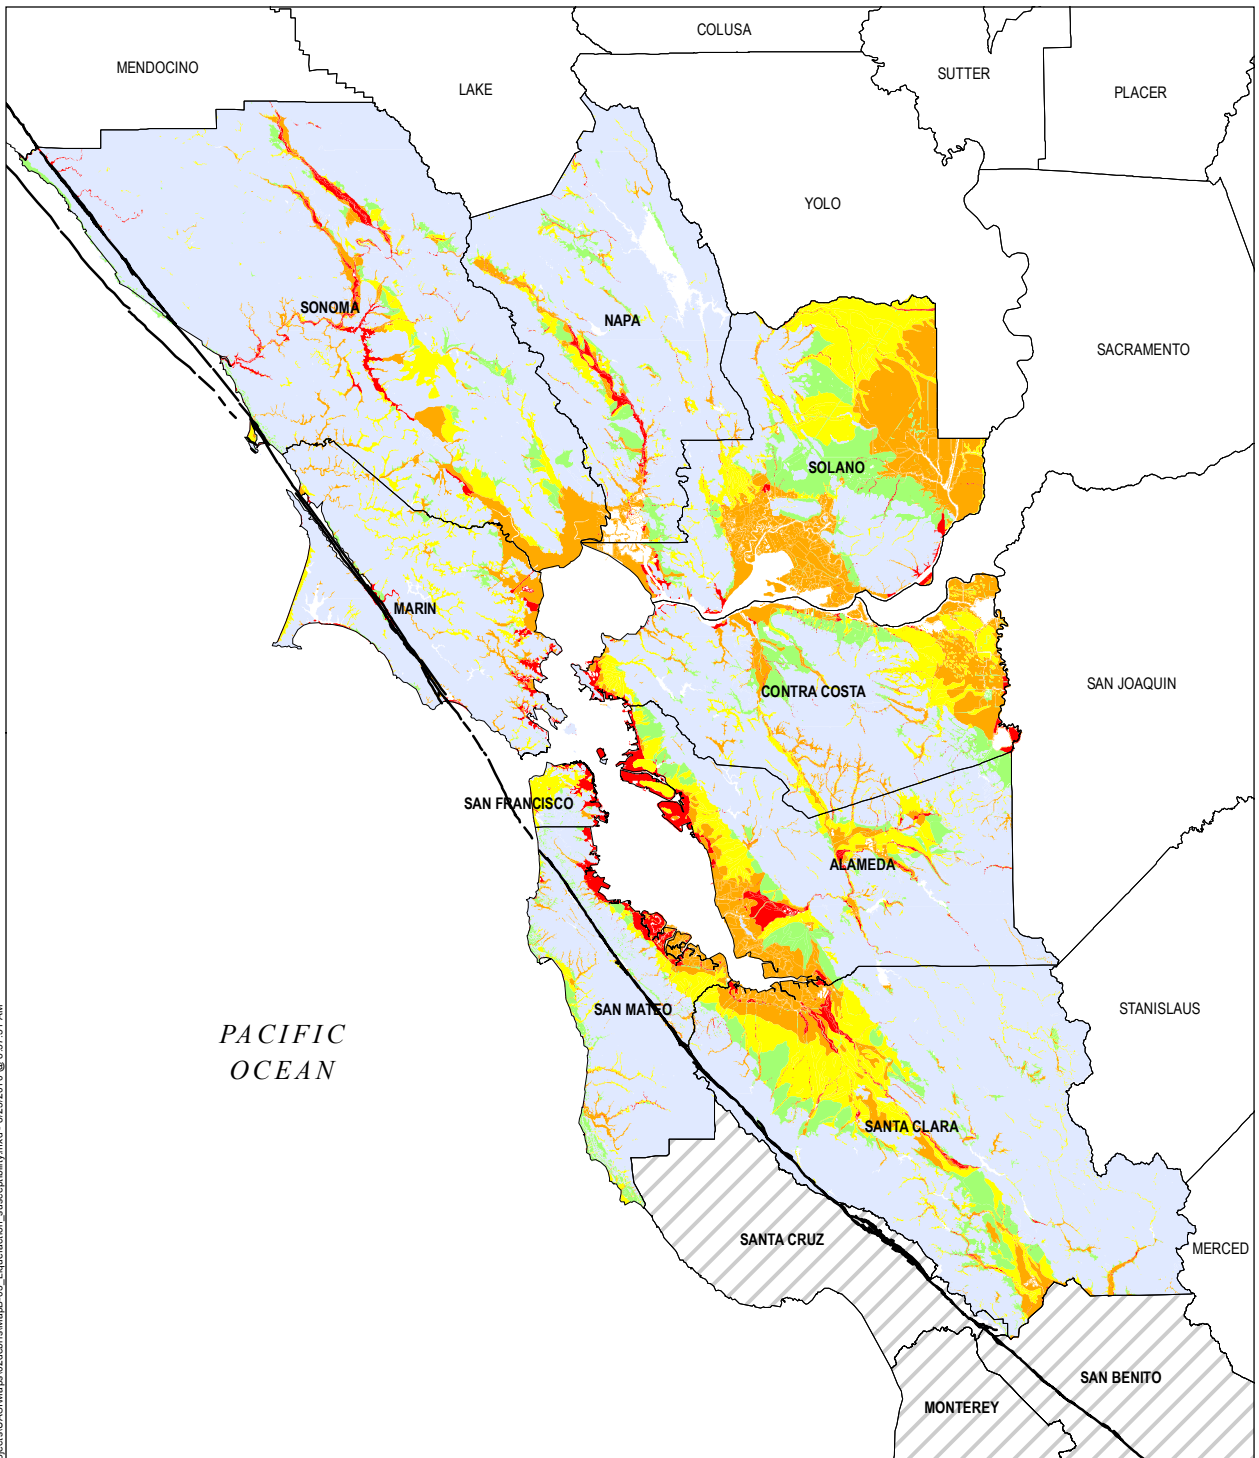 COLUSA
MENDOCINO
SUTTER
LAKE
PLACER
YOLO
SONOMA
NAPA
SACRAMENTO
SOLANO
MARIN
SAN JOAQUIN
CONTRA COSTA
SAN FRANCISCO
ALAMEDA
SAN MATEO
STANISLAUS
PACIFIC
OCEAN
SANTA CLARA
SANTA CRUZ
MERCED
SAN BENITO
MONTEREY